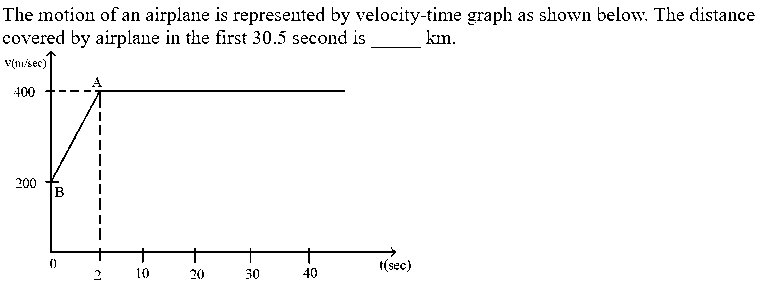 The motion of an airplane is represented by velocity-time graph as shown below. The distance
covered by airplane in the first 30.5 second is _____ km.
V(m/sec)
A
400
200
B
0
2
10
20
30
40
t(sec)